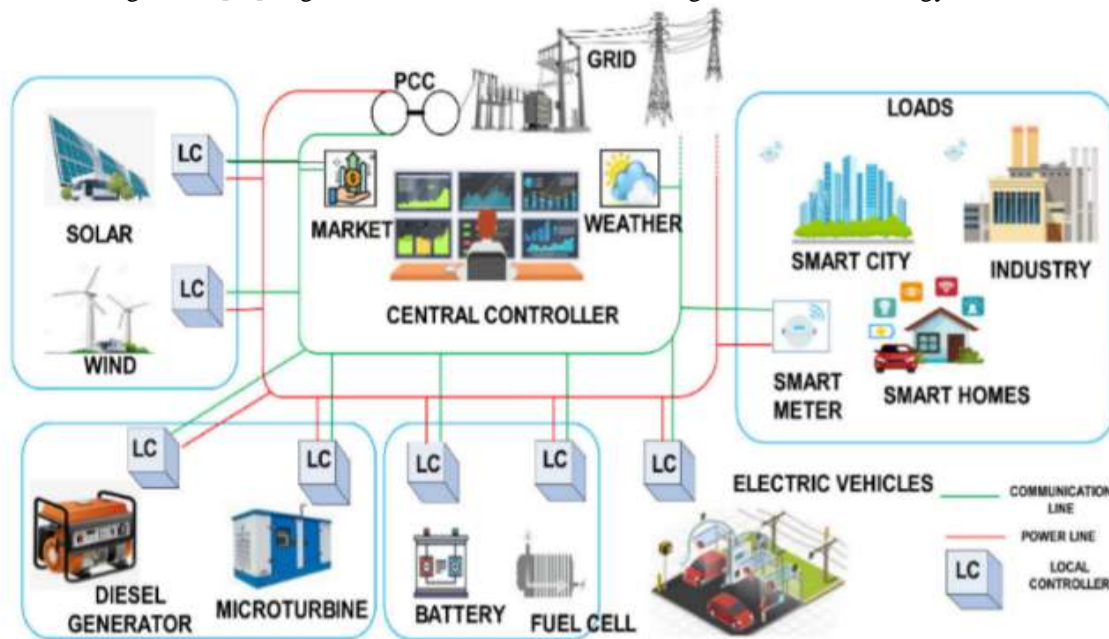 GRID
PCC
LOADS
LC
MARKET
WEATHER
SOLAR
SMART CITY
INDUSTRY
LC
CENTRAL CONTROLLER
WIND
SMART
METER
SMART HOMES
LC
LC
LC
LC
LC
ELECTRIC VEHICLES
COMMUNICATION
LINE
POWER LINE
LC
LOCAL
CONTROLLER
DIESEL
GENERATOR
MICROTURBINE
BATTERY
FUEL CELL